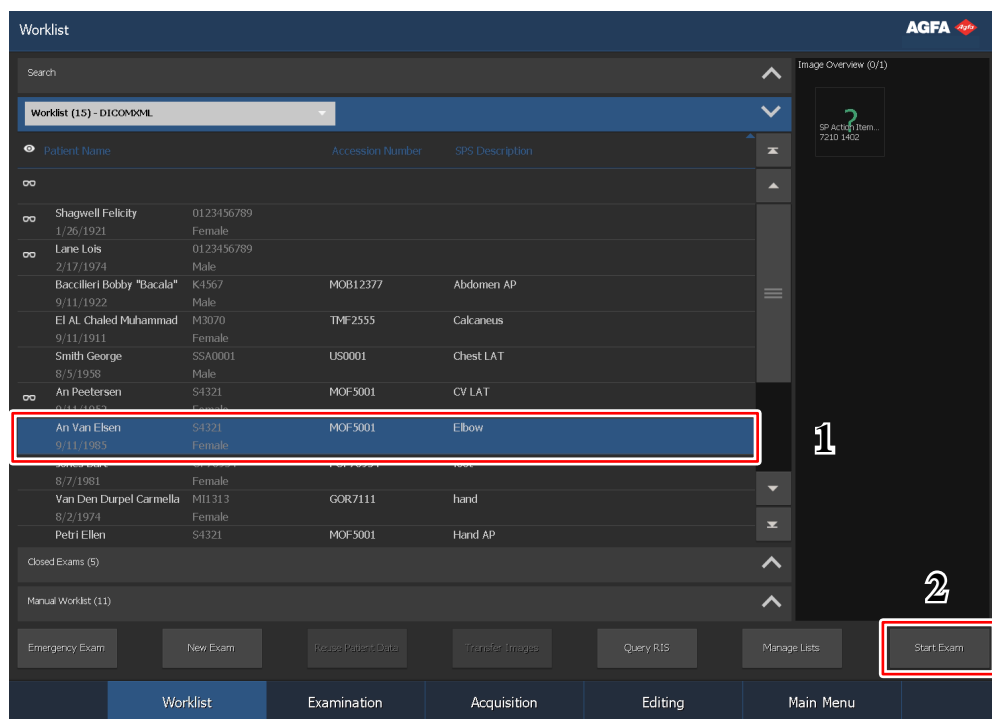 Worklist
AGFA
Agfa
Search
Image Overview (0/1)
Worklist (15) - DICOMXML
SP Action Item...
7210 1402
?
Patient Name Accession Number SPS Description
Shagwell Felicity 0123456789
1/26/1921 Female
Lane Lois 0123456789
2/17/1974 Male
Baccilieri Bobby "Bacala" K4567 MOB12377 Abdomen AP
9/11/1922 Male
El AL Chaled Muhammad M3070 TMF2555 Calcaneus
9/11/1911 Female
Smith George SSA0001 US0001 Chest LAT
8/5/1958 Male
An Peetersen S4321 MOF5001 CV LAT
An Van Elsen S4321 MOF5001 Elbow
9/11/1985 Female
1
8/7/1981 Female
Van Den Durpel Carmella MI1313 GOR7111 hand
8/2/1974 Female
Petri Ellen S4321 MOF5001 Hand AP
Closed Exams (5)
Manual Worklist (11)
2
Emergency Exam New Exam Reuse Patient Data Transfer Images Query RIS Manage Lists Start Exam
Worklist Examination Acquisition Editing Main Menu